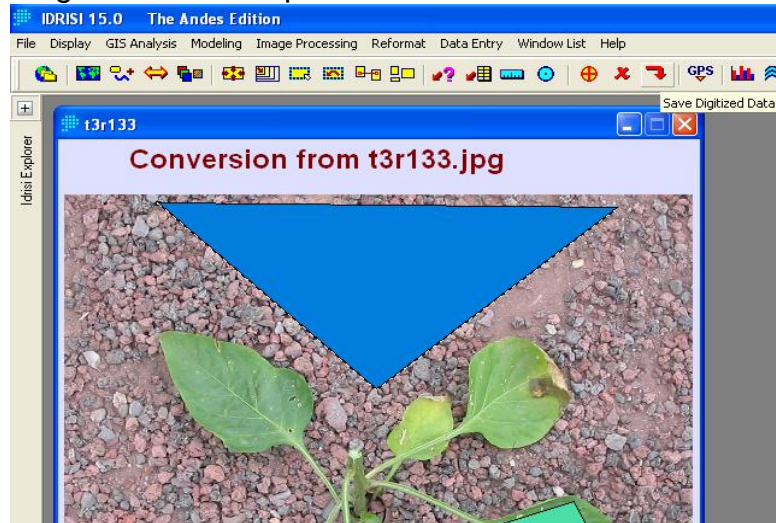 IDRISI 15.0 The Andes Edition
File Display GIS Analysis Modeling Image Processing Reformat Data Entry Window List Help
GPS
Save Digitized Data
Idrisi Explorer
t3r133
Conversion from t3r133.jpg